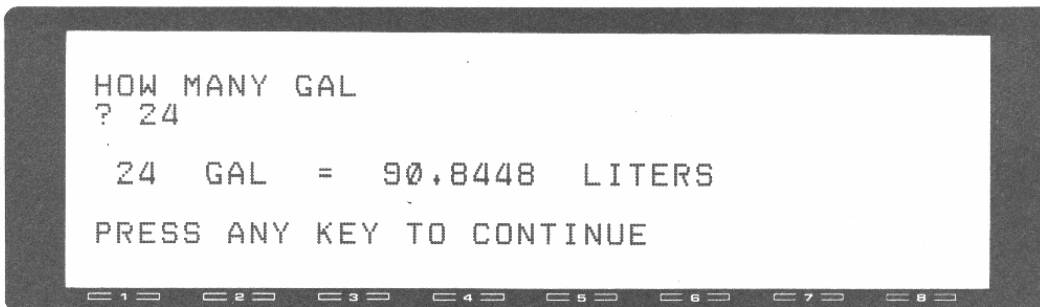 HOW MANY GAL
? 24
24 GAL = 90.8448 LITERS
PRESS ANY KEY TO CONTINUE
1 2 3 4 5 6 7 8